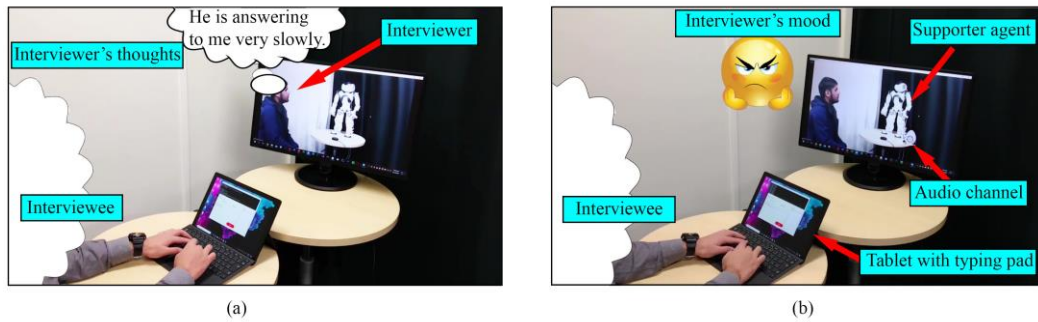 He is answering
to me very slowly.
Interviewer
Interviewer's thoughts
Interviewee
(a)
Interviewer's mood
Supporter agent
Audio channel
Interviewee
Tablet with typing pad
(b)